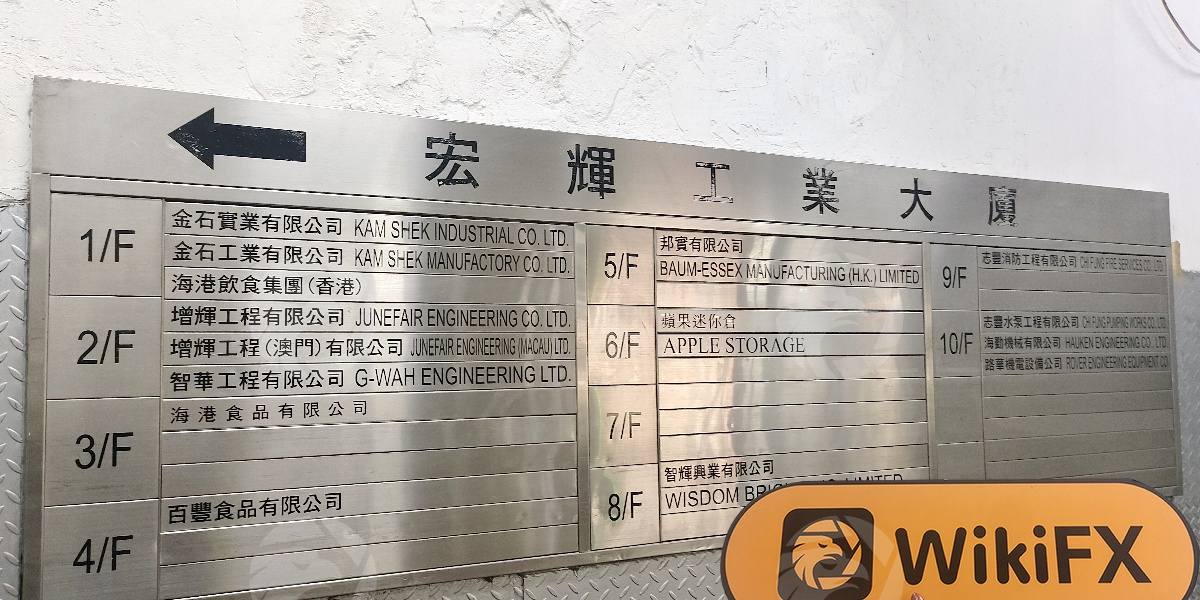 宏輝工業大廈
1/F
金石實業有限公司 KAM SHEK INDUSTRIAL CO. LTD.
金石工業有限公司 KAM SHEK MANUFACTORY CO. LTD.
海港飲食集團(香港)
2/F
增輝工程有限公司 JUNEFAIR ENGINEERING CO. LTD.
增輝工程(澳門)有限公司 JUNEFAIR ENGINEERING (MACAU) LTD.
智華工程有限公司 G-WAH ENGINEERING LTD.
3/F
海港食品有限公司
4/F
百豐食品有限公司
5/F
邦實有限公司
BAUM-ESSEX MANUFACTURING (H.K.) LIMITED
6/F
蘋果迷你倉
APPLE STORAGE
7/F
8/F
智輝興業有限公司
WISDOM LIMITED
9/F
志豐消防工程有限公司 CHI FUNG FIRE SERVICES CO. LTD.
10/F
志豐水泵工程有限公司 CHI FUNG PUMPING WORKS CO. LTD.
海勤機械有限公司 HAUKEN ENGINEERING CO. LTD.
路華機電設備公司 ROVER ENGINEERING EQUIPMENT CO
WikiFX